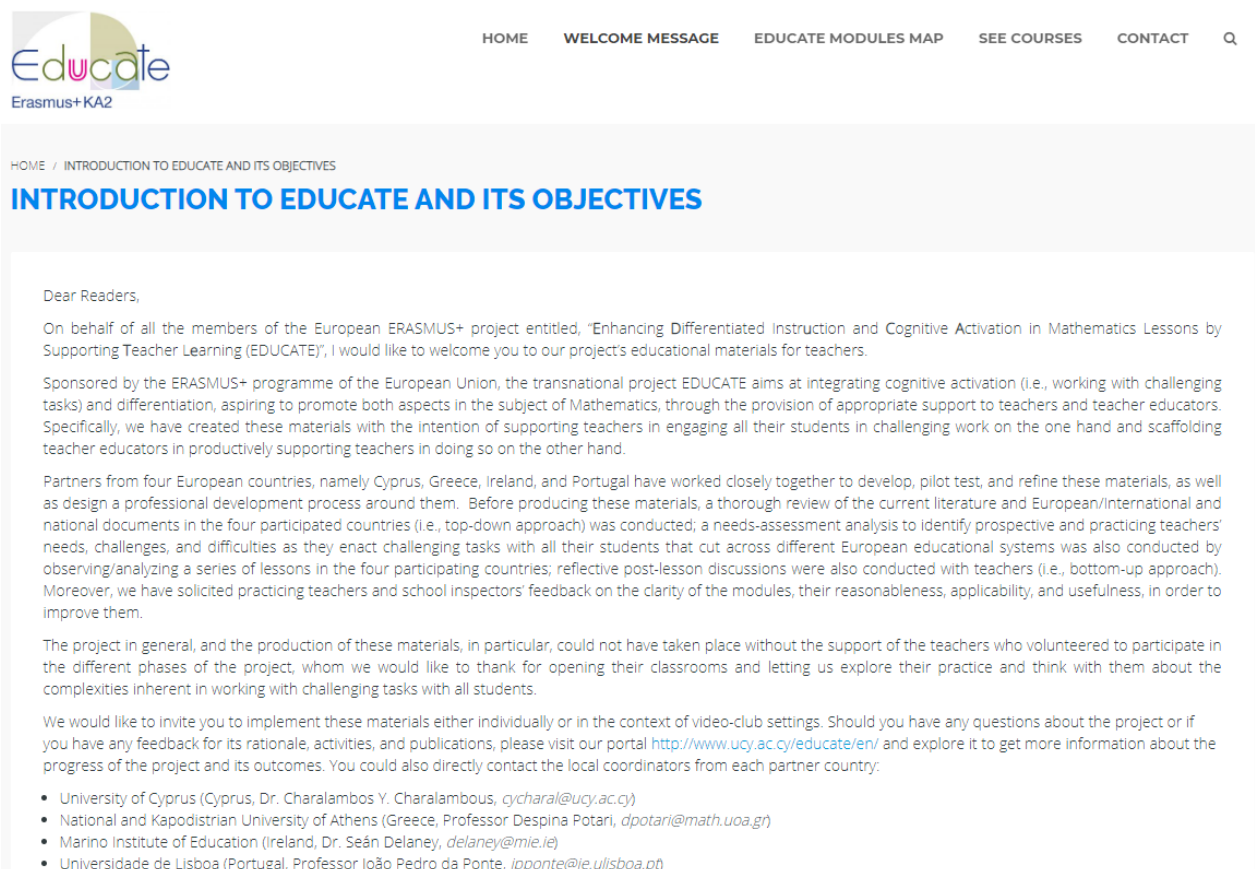 Educate
Erasmus+ KA2
HOME WELCOME MESSAGE EDUCATE MODULES MAP SEE COURSES CONTACT
HOME / INTRODUCTION TO EDUCATE AND ITS OBJECTIVES
INTRODUCTION TO EDUCATE AND ITS OBJECTIVES
Dear Readers,
On behalf of all the members of the European ERASMUS+ project entitled, “Enhancing Differentiated Instruction and Cognitive Activation in Mathematics Lessons by
Supporting Teacher Learning (EDUCATE)”, I would like to welcome you to our project’s educational materials for teachers.
Sponsored by the ERASMUS+ programme of the European Union, the transnational project EDUCATE aims at integrating cognitive activation (i.e., working with challenging
tasks) and differentiation, aspiring to promote both aspects in the subject of Mathematics, through the provision of appropriate support to teachers and teacher educators.
Specifically, we have created these materials with the intention of supporting teachers in engaging all their students in challenging work on the one hand and scaffolding
teacher educators in productively supporting teachers in doing so on the other hand.
Partners from four European countries, namely Cyprus, Greece, Ireland, and Portugal have worked closely together to develop, pilot test, and refine these materials, as well
as design a professional development process around them. Before producing these materials, a thorough review of the current literature and European/International and
national documents in the four participated countries (i.e., top-down approach) was conducted; a needs-assessment analysis to identify prospective and practicing teachers’
needs, challenges, and difficulties as they enact challenging tasks with all their students that cut across different European educational systems was also conducted by
observing/analyzing a series of lessons in the four participating countries; reflective post-lesson discussions were also conducted with teachers (i.e., bottom-up approach).
Moreover, we have solicited practicing teachers and school inspectors’ feedback on the clarity of the modules, their reasonableness, applicability, and usefulness, in order to
improve them.
The project in general, and the production of these materials, in particular, could not have taken place without the support of the teachers who volunteered to participate in
the different phases of the project, whom we would like to thank for opening their classrooms and letting us explore their practice and think with them about the
complexities inherent in working with challenging tasks with all students.
We would like to invite you to implement these materials either individually or in the context of video-club settings. Should you have any questions about the project or if
you have any feedback for its rationale, activities, and publications, please visit our portal http://www.ucy.ac.cy/educate/en/ and explore it to get more information about the
progress of the project and its outcomes. You could also directly contact the local coordinators from each partner country:
• University of Cyprus (Cyprus, Dr. Charalambos Y. Charalambous, cycharal@ucy.ac.cy)
• National and Kapodistrian University of Athens (Greece, Professor Despina Potari, dpotari@math.uoa.gr)
• Marino Institute of Education (Ireland, Dr. Seán Delaney, delaney@mie.ie)
• Universidade de Lisboa (Portugal, Professor João Pedro da Ponte, jpponte@ie.ulisboa.pt)